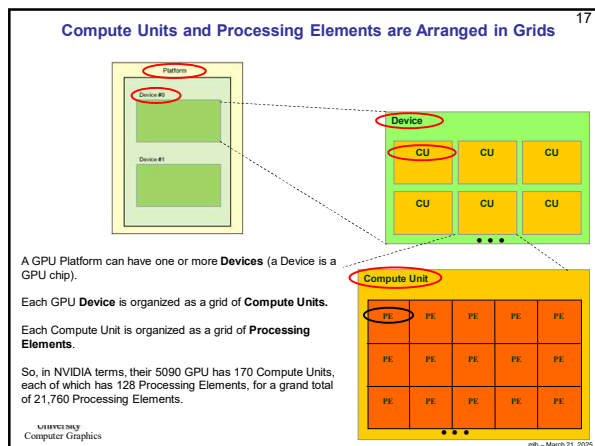 17
Compute Units and Processing Elements are Arranged in Grids
Platform
Device #0
Device #1
Device
CU CU CU
CU CU CU
• • •
A GPU Platform can have one or more Devices (a Device is a
GPU chip).
Each GPU Device is organized as a grid of Compute Units.
Each Compute Unit is organized as a grid of Processing
Elements.
So, in NVIDIA terms, their 5090 GPU has 170 Compute Units,
each of which has 128 Processing Elements, for a grand total
of 21,760 Processing Elements.
Compute Unit
PE PE PE PE PE
PE PE PE PE PE
PE PE PE PE PE
• • •
University
Computer Graphics
mjb – March 21, 2025